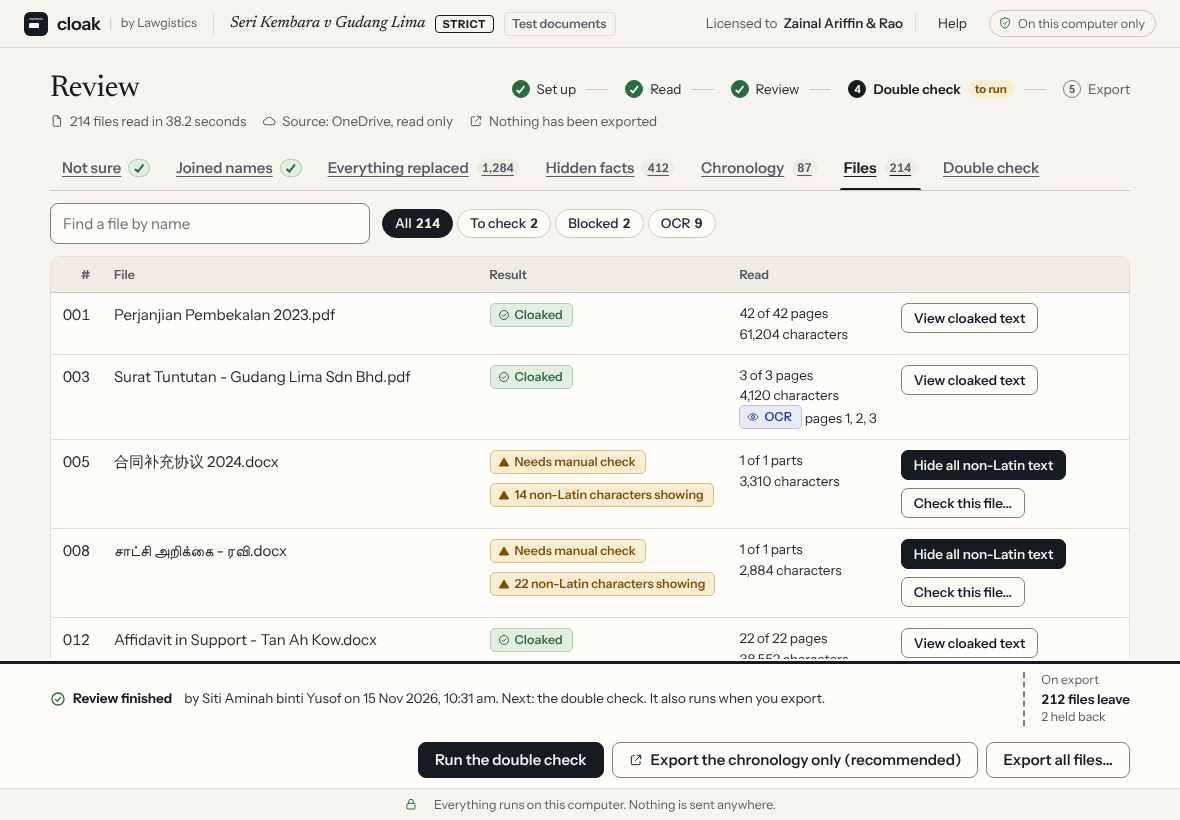 cloak by Lawgistics Seri Kembara v Gudang Lima STRICT Test documents Licensed to Zainal Ariffin & Rao Help On this computer only
Review
Set up Read Review 4 Double check to run 5 Export
214 files read in 38.2 seconds Source: OneDrive, read only Nothing has been exported
Not sure Joined names Everything replaced 1,284 Hidden facts 412 Chronology 87 Files 214 Double check
Find a file by name All 214 To check 2 Blocked 2 OCR 9
# File Result Read
001 Perjanjian Pembekalan 2023.pdf Cloaked 42 of 42 pages View cloaked text
61,204 characters
003 Surat Tuntutan - Gudang Lima Sdn Bhd.pdf Cloaked 3 of 3 pages View cloaked text
4,120 characters
OCR pages 1, 2, 3
005 合同补充协议 2024.docx Needs manual check 1 of 1 parts Hide all non-Latin text
14 non-Latin characters showing 3,310 characters Check this file...
008 சாட்சி அறிக்கை - ரவி.docx Needs manual check 1 of 1 parts Hide all non-Latin text
22 non-Latin characters showing 2,884 characters Check this file...
012 Affidavit in Support - Tan Ah Kow.docx Cloaked 22 of 22 pages View cloaked text
Review finished by Siti Aminah binti Yusof on 15 Nov 2026, 10:31 am. Next: the double check. It also runs when you export.
On export
212 files leave
2 held back
Run the double check Export the chronology only (recommended) Export all files...
Everything runs on this computer. Nothing is sent anywhere.